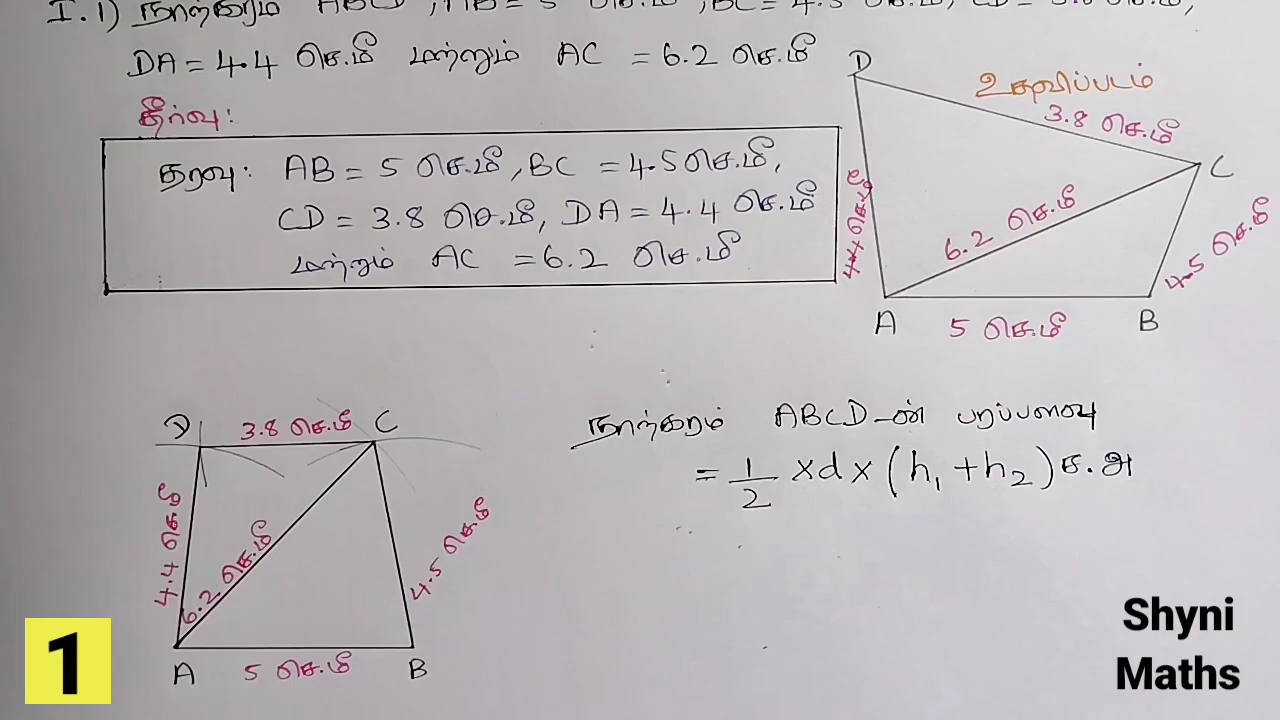 I. 1) நாற்கரம் ABCD, AB = 5 செ.மீ, BC = 4.5 செ.மீ, CD = 3.8 செ.மீ,
DA = 4.4 செ.மீ மற்றும் AC = 6.2 செ.மீ
தீர்வு:
தரவு: AB = 5 செ.மீ, BC = 4.5 செ.மீ,
CD = 3.8 செ.மீ, DA = 4.4 செ.மீ
மற்றும் AC = 6.2 செ.மீ
உதவிப்படம்
D
3.8 செ.மீ
C
4.4 செ.மீ
6.2 செ.மீ
4.5 செ.மீ
A 5 செ.மீ B
D 3.8 செ.மீ C
4.4 செ.மீ
6.2 செ.மீ
4.5 செ.மீ
A 5 செ.மீ B
நாற்கரம் ABCD-ன் பரப்பளவு
= 1/2 x d x (h₁ + h₂) ச.அ
1
Shyni
Maths